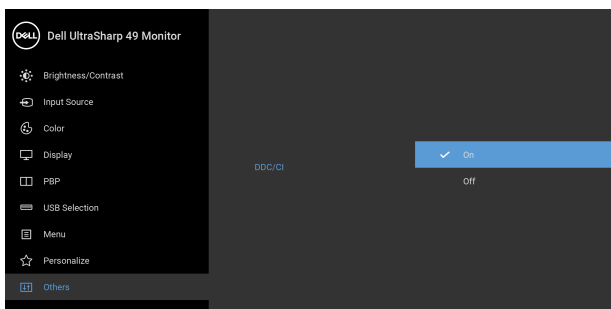 DELL
Dell UltraSharp 49 Monitor
Brightness/Contrast
Input Source
Color
Display
PBP
USB Selection
Menu
Personalize
Others
DDC/CI
On
Off